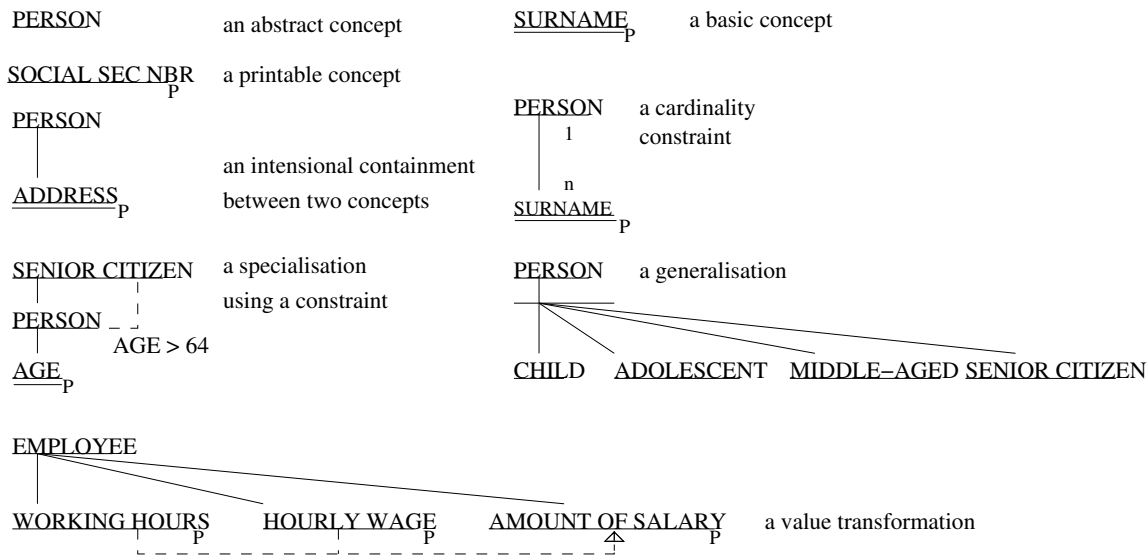 PERSON
an abstract concept
SURNAME P
a basic concept
SOCIAL SEC NBR P
a printable concept
PERSON
an intensional containment
between two concepts
ADDRESS P
PERSON
a cardinality
constraint
1
n
SURNAME P
SENIOR CITIZEN
a specialisation
using a constraint
PERSON
AGE > 64
AGE P
PERSON
a generalisation
CHILD
ADOLESCENT
MIDDLE–AGED
SENIOR CITIZEN
EMPLOYEE
WORKING HOURS P
HOURLY WAGE P
AMOUNT OF SALARY P
a value transformation